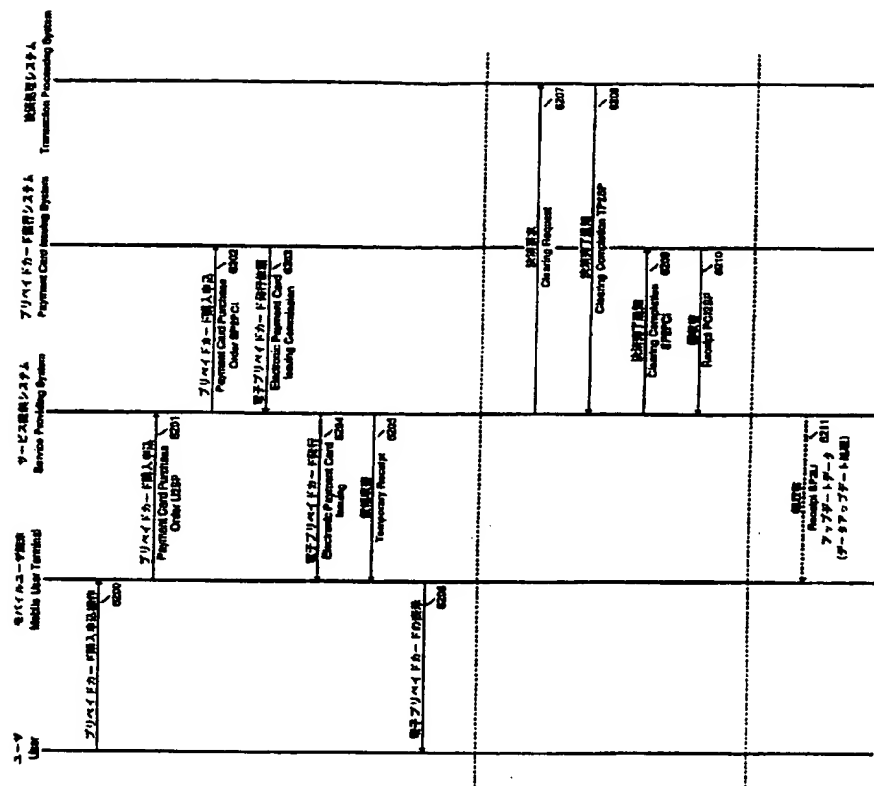 ユーザ
User
モバイルユーザ端末
Mobile User Terminal
サービス提供システム
Service Providing System
プリペイドカード発行システム
Payment Card Issuing System
決済処理システム
Transaction Processing System
プリペイドカード購入申込操作
6200
プリペイドカード購入申込
Payment Card Purchase
Order U2SP
6201
プリペイドカード購入申込
Payment Card Purchase
Order SP2PCI
6202
電子プリペイドカード発行依頼
Electronic Payment Card
Issuing Commission
6203
電子プリペイドカード発行
Electronic Payment Card
Issuing
6204
仮領収書
Temporary Receipt
6205
電子プリペイドカードの表示
6206
決済要求
Clearing Request
6207
決済完了通知
Clearing Completion TP2SP
6208
決済完了通知
Clearing Completion
SP2PCI
6209
領収書
Receipt PCI2SP
6210
領収書
Receipt SP2U
6211
アップデートデータ
(データアップデート処理)